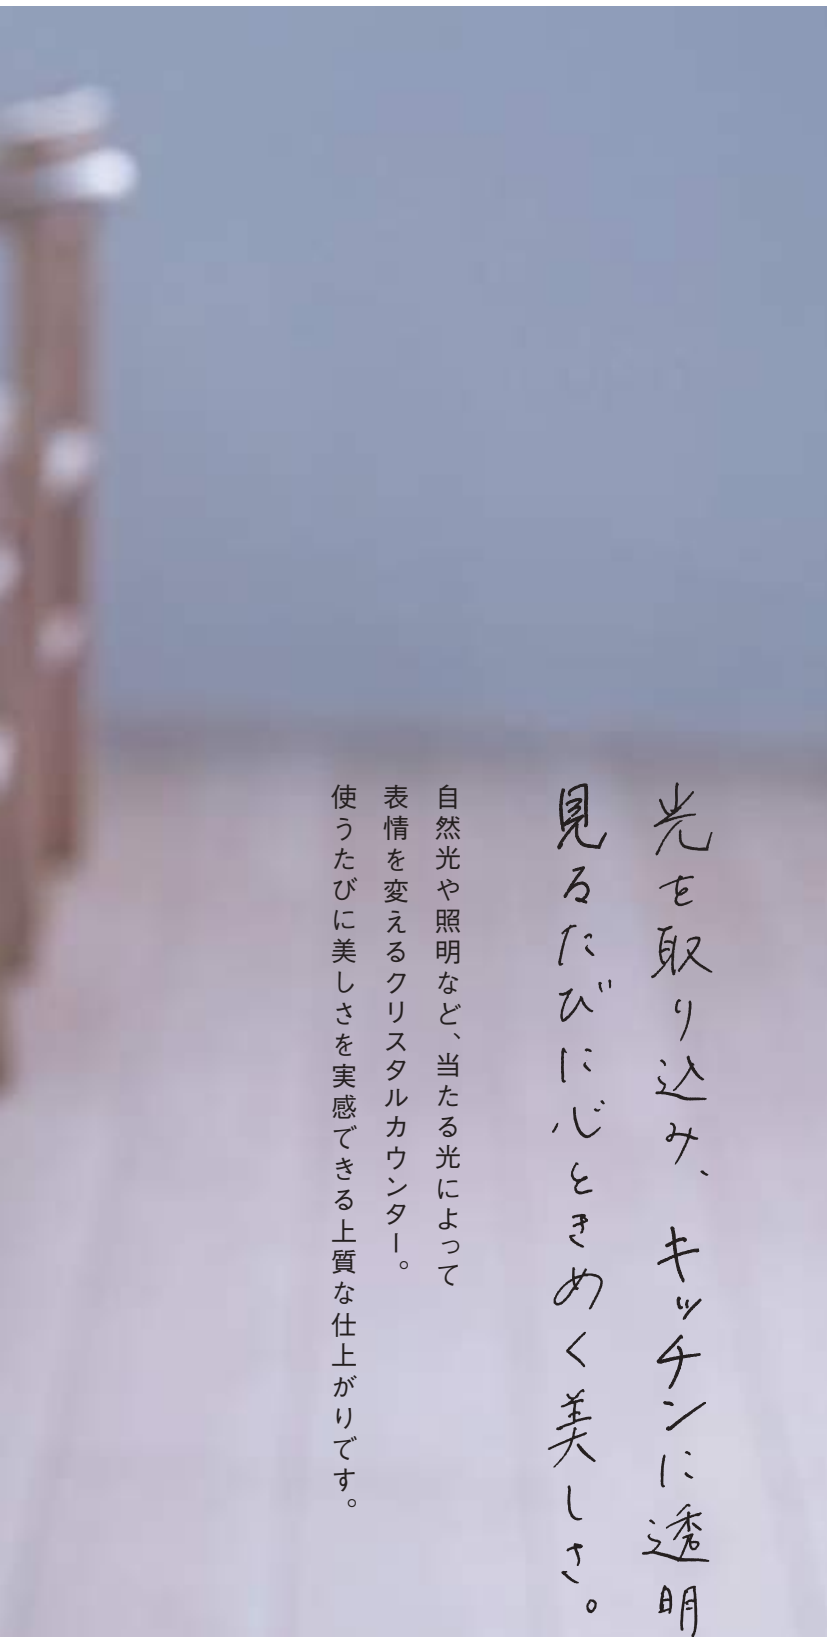 光を取り込み、キッチンに透明
見るたびに心ときめく美しさ。
自然光や照明など、当たる光によって
表情を変えるクリスタルカウンター。
使うたびに美しさを実感できる上質な仕上がりです。